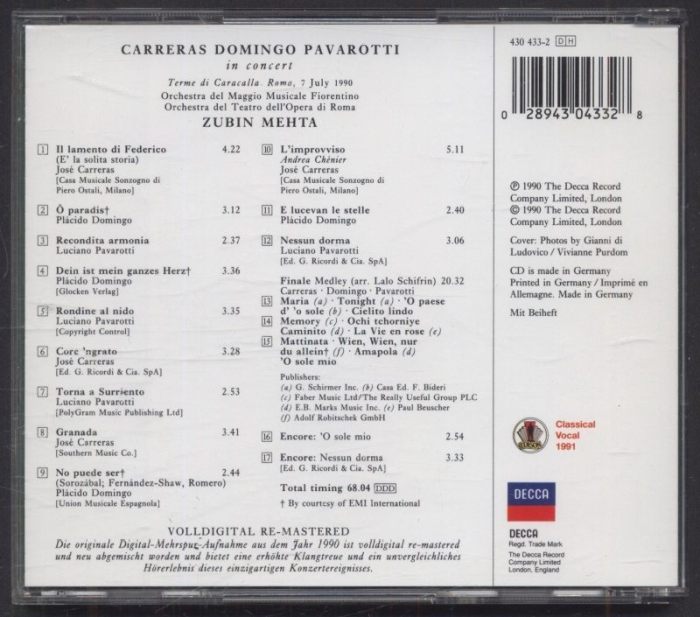 CARRERAS DOMINGO PAVAROTTI
in concert
Terme di Caracalla Roma, 7 July 1990
Orchestra del Maggio Musicale Fiorentino
Orchestra del Teatro dell'Opera di Roma
ZUBIN MEHTA
1 Il lamento di Federico 4.22
(E' la solita storia)
José Carreras
[Casa Musicale Sonzogno di
Piero Ostali, Milano]
2 Ô paradis† 3.12
Plácido Domingo
3 Recondita armonia 2.37
Luciano Pavarotti
4 Dein ist mein ganzes Herz† 3.36
Plácido Domingo
[Glocken Verlag]
5 Rondine al nido 3.35
Luciano Pavarotti
[Copyright Control]
6 Core 'ngrato 3.28
José Carreras
[Ed. G. Ricordi & Cia. SpA]
7 Torna a Surriento 2.53
Luciano Pavarotti
[PolyGram Music Publishing Ltd]
8 Granada 3.41
José Carreras
[Southern Music Co.]
9 No puede ser† 2.44
(Sorozábal; Fernández-Shaw, Romero)
Plácido Domingo
[Union Musicale Espagnola]
10 L'improvviso 5.11
Andrea Chénier
José Carreras
[Casa Musicale Sonzogno di
Piero Ostali, Milano]
11 E lucevan le stelle 2.40
Plácido Domingo
12 Nessun dorma 3.06
Luciano Pavarotti
[Ed. G. Ricordi & Cia. SpA]
Finale Medley (arr. Lalo Schifrin) 20.32
Carreras · Domingo · Pavarotti
13 Maria (a) · Tonight (a) · 'O paese
d' 'o sole (b) · Cielito lindo
14 Memory (c) · Ochi tchorniye
Caminito (d) · La Vie en rose (e)
15 Mattinata · Wien, Wien, nur
du allein† (f) · Amapola (d)
'O sole mio
Publishers:
(a) G. Schirmer Inc. (b) Casa Ed. F. Bideri
(c) Faber Music Ltd/The Really Useful Group PLC
(d) E.B. Marks Music Inc. (e) Paul Beuscher
(f) Adolf Robitschek GmbH
16 Encore: 'O sole mio 2.54
17 Encore: Nessun dorma 3.33
[Ed. G. Ricordi & Cia. SpA]
Total timing 68.04 DDD
† By courtesy of EMI International
VOLLDIGITAL RE-MASTERED
Die originale Digital-Mehrspur-Aufnahme aus dem Jahr 1990 ist volldigital re-mastered
und neu abgemischt worden und bietet eine erhöhte Klangtreue und ein unvergleichliches
Hörerlebnis dieses einzigartigen Konzertereignisses.
430 433-2 DH
0 28943 04332 8
℗ 1990 The Decca Record
Company Limited, London
© 1990 The Decca Record
Company Limited, London
Cover: Photos by Gianni di
Ludovico / Vivianne Purdom
CD is made in Germany
Printed in Germany / Imprimé en
Allemagne. Made in Germany
Mit Beiheft
Classical
Vocal
1991
DECCA
DECCA
Regd. Trade Mark
The Decca Record
Company Limited
London, England